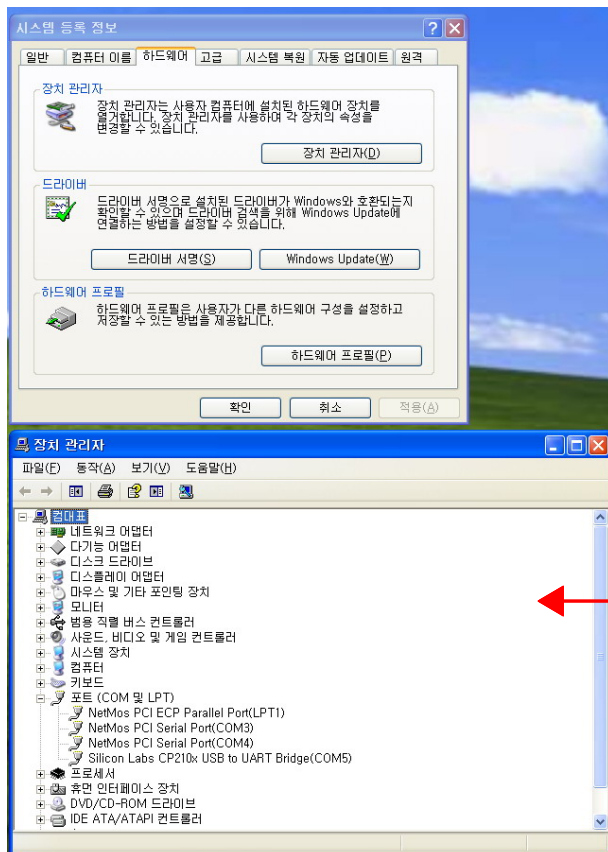 시스템 등록 정보
일반 컴퓨터 이름 하드웨어 고급 시스템 복원 자동 업데이트 원격
장치 관리자
장치 관리자는 사용자 컴퓨터에 설치된 하드웨어 장치를
열거합니다. 장치 관리자를 사용하여 각 장치의 속성을
변경할 수 있습니다.
장치 관리자(D)
드라이버
드라이버 서명으로 설치된 드라이버가 Windows와 호환되는지
확인할 수 있으며 드라이버 검색을 위해 Windows Update에
연결하는 방법을 설정할 수 있습니다.
드라이버 서명(S) Windows Update(W)
하드웨어 프로필
하드웨어 프로필은 사용자가 다른 하드웨어 구성을 설정하고
저장할 수 있는 방법을 제공합니다.
하드웨어 프로필(P)
확인 취소 적용(A)
장치 관리자
파일(F) 동작(A) 보기(V) 도움말(H)
컴대표
네트워크 어댑터
다기능 어댑터
디스크 드라이브
디스플레이 어댑터
마우스 및 기타 포인팅 장치
모니터
범용 직렬 버스 컨트롤러
사운드, 비디오 및 게임 컨트롤러
시스템 장치
컴퓨터
키보드
포트 (COM 및 LPT)
NetMos PCI ECP Parallel Port(LPT1)
NetMos PCI Serial Port(COM3)
NetMos PCI Serial Port(COM4)
Silicon Labs CP210x USB to UART Bridge(COM5)
프로세서
휴먼 인터페이스 장치
DVD/CD-ROM 드라이브
IDE ATA/ATAPI 컨트롤러